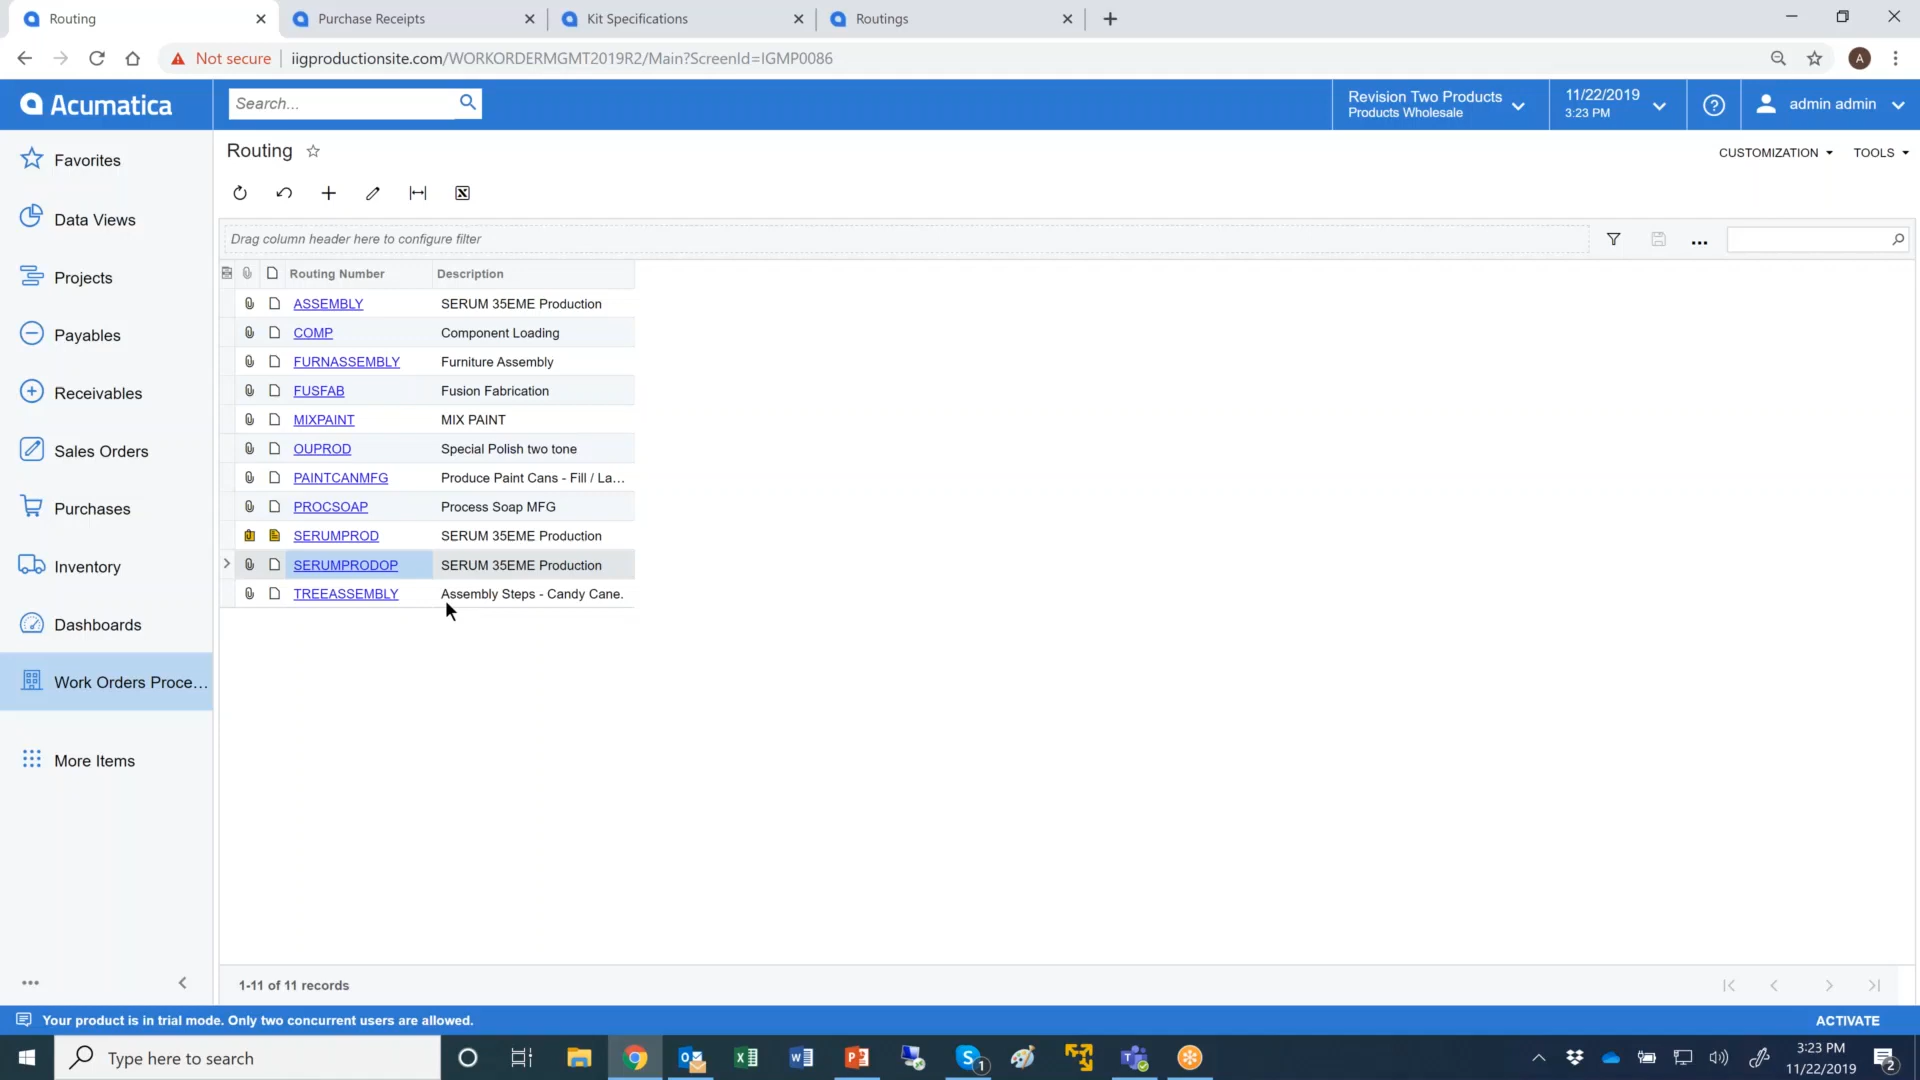 Routing
Purchase Receipts
Kit Specifications
Routings
Not secure
iigproductionsite.com/WORKORDERMGMT2019R2/Main?ScreenId=IGMP0086
A
Acumatica
Search...
Revision Two Products
Products Wholesale
11/22/2019
3:23 PM
admin admin
Favorites
Data Views
Projects
Payables
Receivables
Sales Orders
Purchases
Inventory
Dashboards
Work Orders Proce...
More Items
Routing
CUSTOMIZATION
TOOLS
Drag column header here to configure filter
Routing Number Description
ASSEMBLY SERUM 35EME Production
COMP Component Loading
FURNASSEMBLY Furniture Assembly
FUSFAB Fusion Fabrication
MIXPAINT MIX PAINT
OUPROD Special Polish two tone
PAINTCANMFG Produce Paint Cans - Fill / La...
PROCSOAP Process Soap MFG
SERUMPROD SERUM 35EME Production
SERUMPRODOP SERUM 35EME Production
TREEASSEMBLY Assembly Steps - Candy Cane.
1-11 of 11 records
Your product is in trial mode. Only two concurrent users are allowed.
ACTIVATE
Type here to search
1
3:23 PM
11/22/2019
2